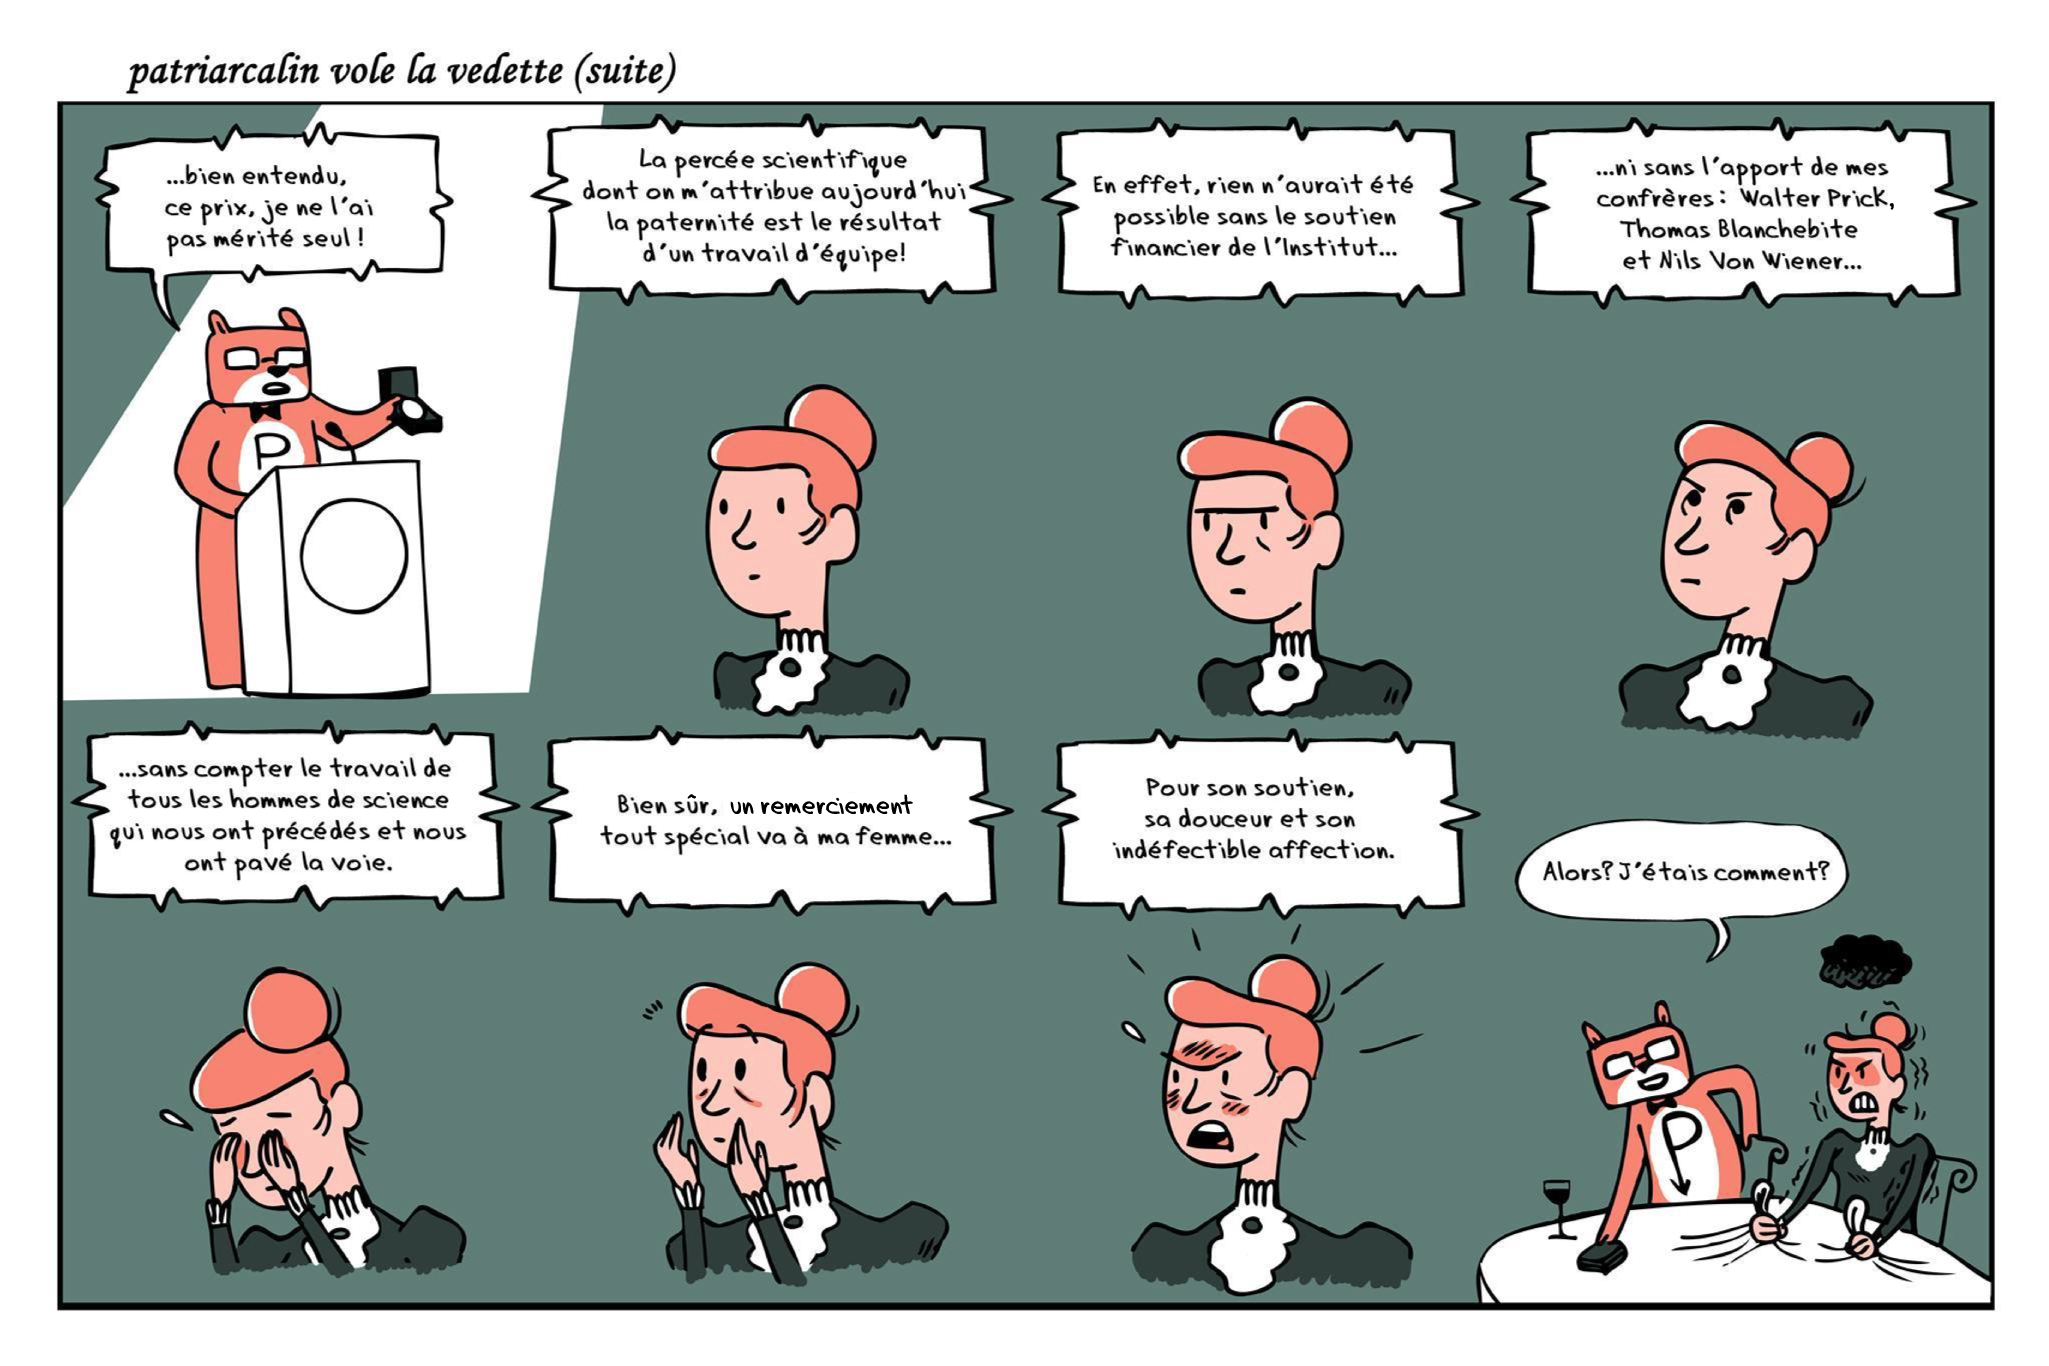 patriarcalin vole la vedette (suite)
...bien entendu,
ce prix, je ne l'ai
pas mérité seul !
La percée scientifique
dont on m'attribue aujourd'hui
la paternité est le résultat
d'un travail d'équipe!
En effet, rien n'aurait été
possible sans le soutien
financier de l'Institut...
...ni sans l'apport de mes
confrères : Walter Prick,
Thomas Blanchebite
et Nils Von Wiener...
P
...sans compter le travail de
tous les hommes de science
qui nous ont précédés et nous
ont pavé la voie.
Bien sûr, un remerciement
tout spécial va à ma femme...
Pour son soutien,
sa douceur et son
indéfectible affection.
Alors? J'étais comment?
P